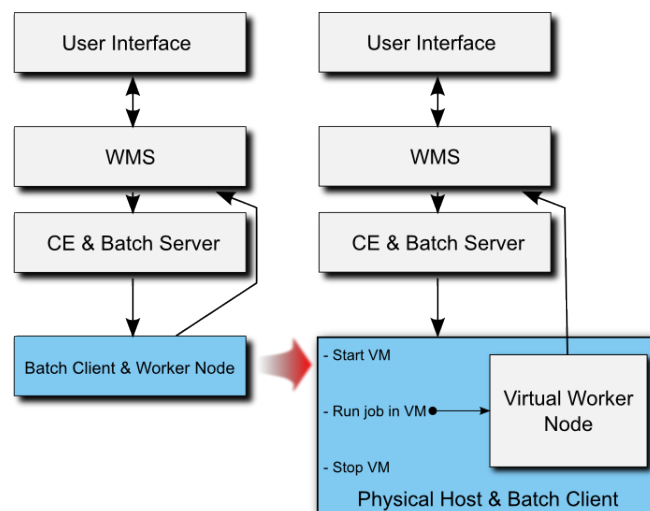 User Interface
WMS
CE & Batch Server
Batch Client & Worker Node
User Interface
WMS
CE & Batch Server
- Start VM
- Run job in VM
- Stop VM
Virtual Worker
Node
Physical Host & Batch Client